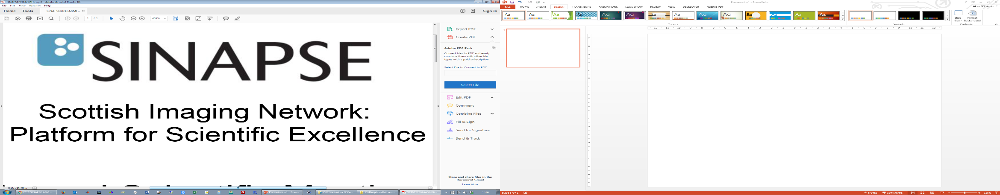 SINAPSE2016ASMFlier.pdf - Adobe Acrobat Reader DC
File Edit View Window Help
Home Tools SINAPSE2016ASMF... ×
Sign In
1 / 1
400%
SINAPSE
Scottish Imaging Network:
Platform for Scientific Excellence
8.26 x 11.70 in
Export PDF
Create PDF
Adobe PDF Pack
Convert files to PDF and easily
combine them with other file
types with a paid subscription
Select File to Convert to PDF
Select File
Edit PDF
Comment
Combine Files
Fill & Sign
Send for Signature
Send & Track
Store and share files in the
Document Cloud
Learn More
2016 SINAPSE ASM ...
Presentation1 - Pow...
C:\Users\Akira O'Co...
C:\Dropbox\Referen...
SINAPSE2016ASMFli...
13:07
Presentation1 - PowerPoint
Akira O'Connor
FILE HOME INSERT DESIGN TRANSITIONS ANIMATIONS SLIDE SHOW REVIEW VIEW DEVELOPER Nuance PDF
Aa Aa Aa Aa Aa Aa Aa Aa Aa Aa Aa Aa Aa Aa
Slide
Size
Format
Background
Themes
Variants
Customize
12 11 10 9 8 7 6 5 4 3 2 1 0 1 2 3 4 5 6 7 8 9 10 11 12
1
SLIDE 1 OF 1
NOTES
COMMENTS
118%